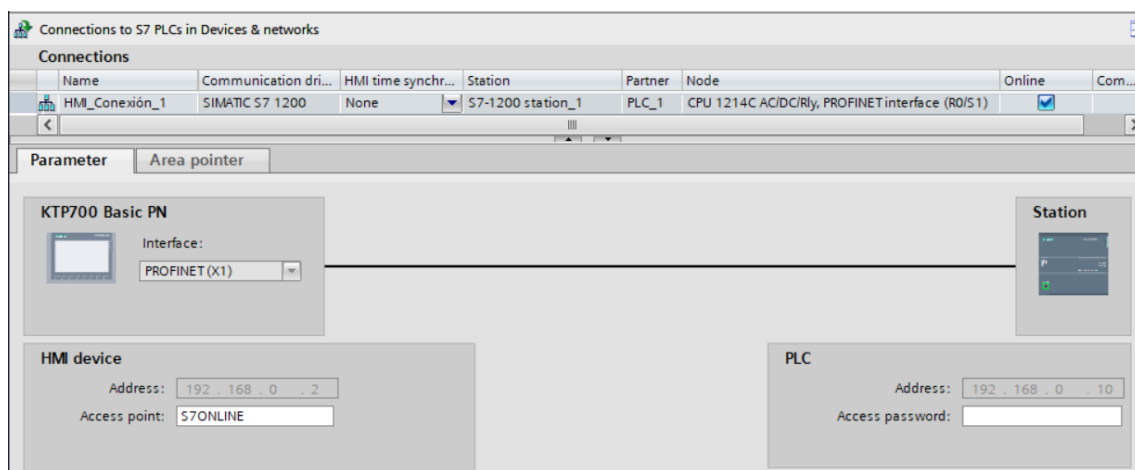 Connections to S7 PLCs in Devices & networks
Connections
Name Communication dri... HMI time synchr... Station Partner Node Online Com...
HMI_Conexión_1 SIMATIC S7 1200 None S7-1200 station_1 PLC_1 CPU 1214C AC/DC/Rly, PROFINET interface (R0/S1)
Parameter Area pointer
KTP700 Basic PN Station
Interface:
PROFINET (X1)
HMI device PLC
Address: 192 . 168 . 0 . 2 Address: 192 . 168 . 0 . 10
Access point: S7ONLINE Access password: